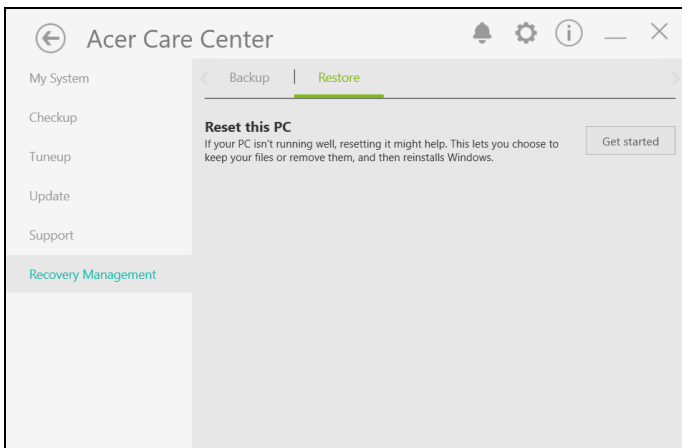 Acer Care Center
My System
Backup
Restore
Checkup
Reset this PC
If your PC isn't running well, resetting it might help. This lets you choose to
keep your files or remove them, and then reinstalls Windows.
Get started
Tuneup
Update
Support
Recovery Management